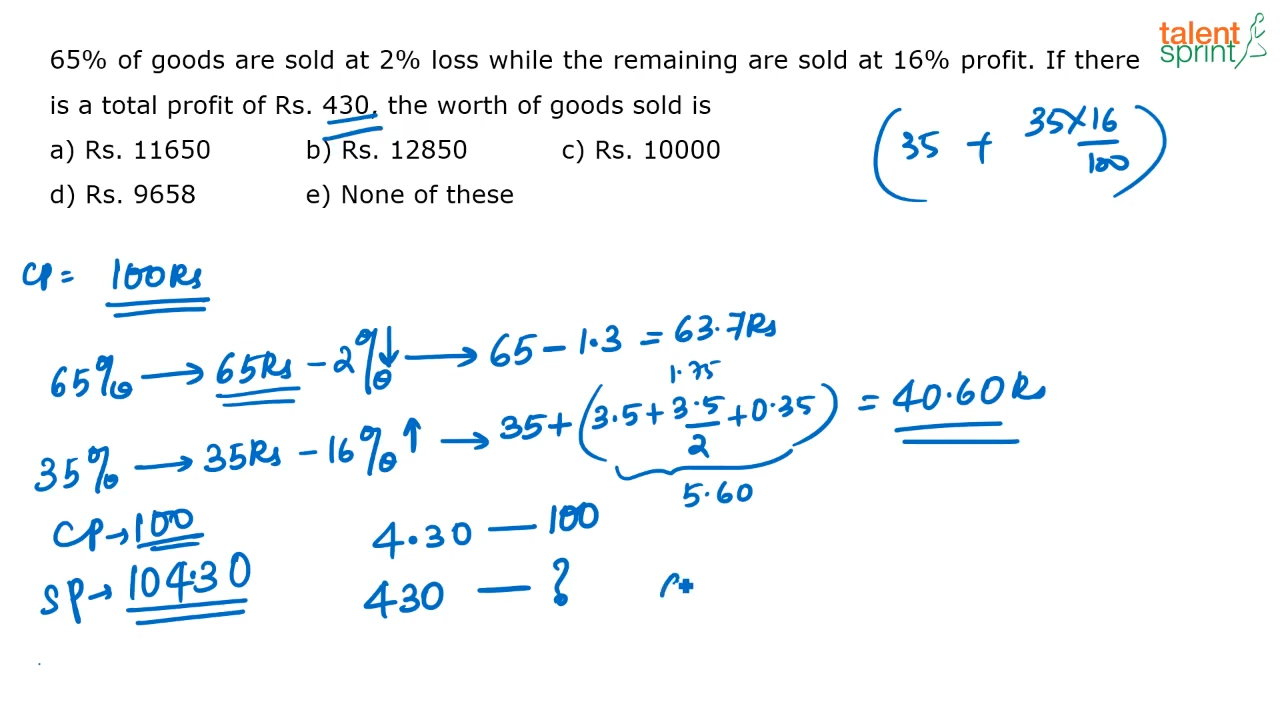 talent
sprint
65% of goods are sold at 2% loss while the remaining are sold at 16% profit. If there
is a total profit of Rs. 430, the worth of goods sold is
a) Rs. 11650 b) Rs. 12850 c) Rs. 10000
d) Rs. 9658 e) None of these
(35 + 35×16/100)
CP = 100Rs
65% → 65Rs - 2%↓ → 65 - 1.3 = 63.7Rs
1.75
35% → 35Rs - 16%↑ → 35 + (3.5 + 3.5/2 + 0.35) = 40.60Rs
5.60
CP → 100 4.30 — 100
SP → 104.30 430 — ?